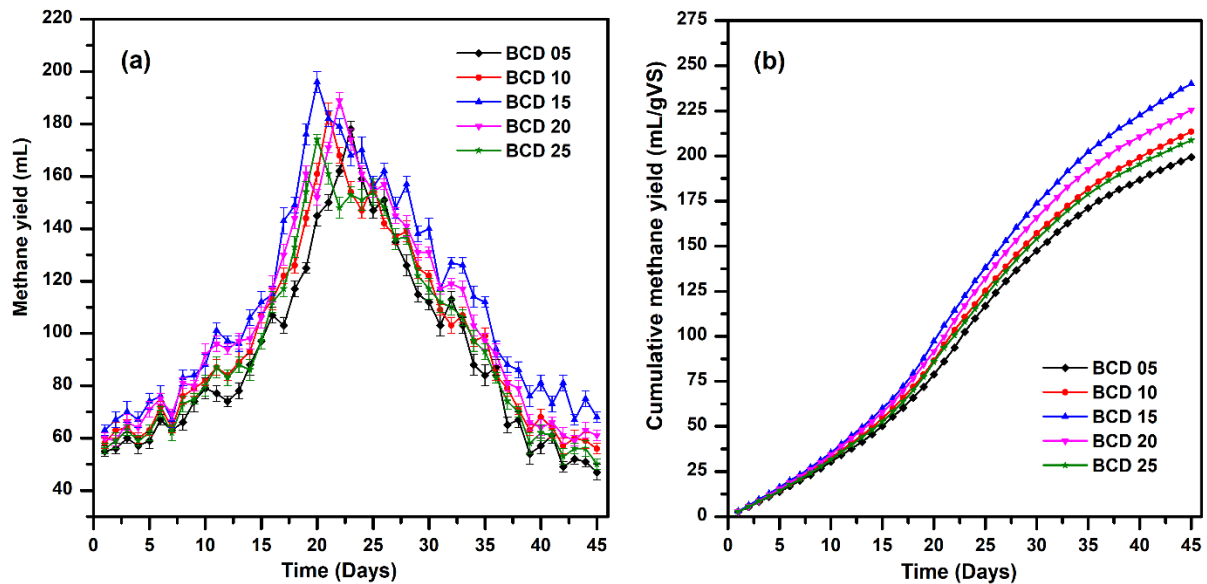 (a)
BCD 05
BCD 10
BCD 15
BCD 20
BCD 25
Methane yield (mL)
220
200
180
160
140
120
100
80
60
40
0
5
10
15
20
25
30
35
40
45
Time (Days)
(b)
BCD 05
BCD 10
BCD 15
BCD 20
BCD 25
Cumulative methane yield (mL/gVS)
275
250
225
200
175
150
125
100
75
50
25
0
0
5
10
15
20
25
30
35
40
45
Time (Days)